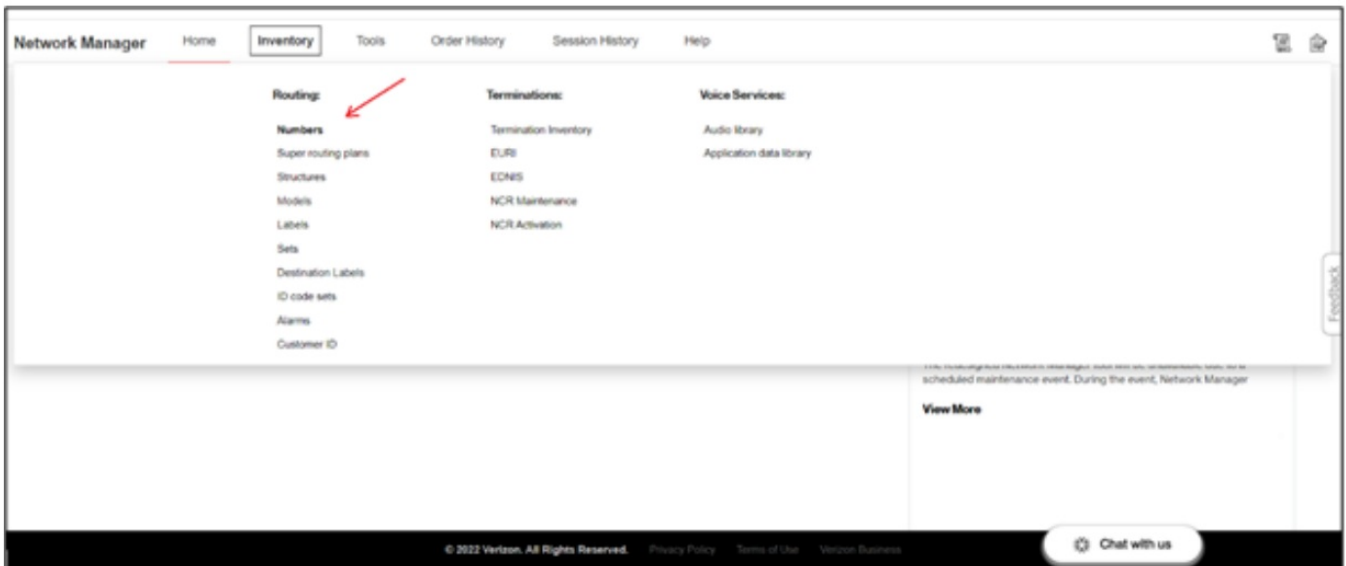 Network Manager Home Inventory Tools Order History Session History Help
Routing:
Numbers
Super routing plans
Structures
Models
Labels
Sets
Destination Labels
ID code sets
Alarms
Customer ID
Terminations:
Termination Inventory
EURI
EDNIS
NCR Maintenance
NCR Activation
Voice Services:
Audio library
Application data library
Feedback
scheduled maintenance event. During the event, Network Manager
View More
© 2022 Verizon. All Rights Reserved. Privacy Policy Terms of Use Verizon Business
Chat with us